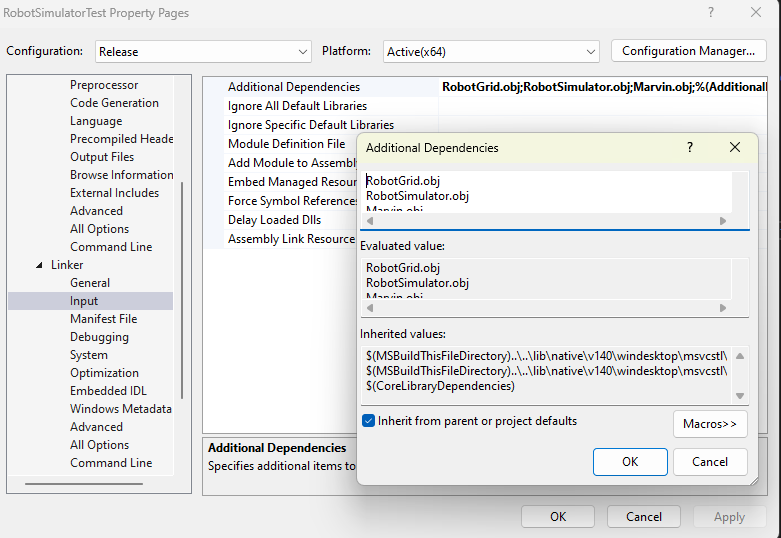 RobotSimulatorTest Property Pages
?
Configuration:
Release
Platform:
Active(x64)
Configuration Manager...
Preprocessor
Code Generation
Language
Precompiled Heade
Output Files
Browse Information
External Includes
Advanced
All Options
Command Line
Linker
General
Input
Manifest File
Debugging
System
Optimization
Embedded IDL
Windows Metadata
Advanced
All Options
Command Line
Additional Dependencies RobotGrid.obj;RobotSimulator.obj;Marvin.obj;%(Additional
Ignore All Default Libraries
Ignore Specific Default Libraries
Module Definition File
Add Module to Assembly
Embed Managed Resour
Force Symbol References
Delay Loaded Dlls
Assembly Link Resource
Additional Dependencies
Specifies additional items to
Additional Dependencies
?
RobotGrid.obj
RobotSimulator.obj
Marvin.obj
Evaluated value:
RobotGrid.obj
RobotSimulator.obj
Marvin.obj
Inherited values:
$(MSBuildThisFileDirectory)..\..\lib\native\v140\windesktop\msvcstl\
$(MSBuildThisFileDirectory)..\..\lib\native\v140\windesktop\msvcstl\
$(CoreLibraryDependencies)
Inherit from parent or project defaults
Macros>>
OK
Cancel
OK
Cancel
Apply